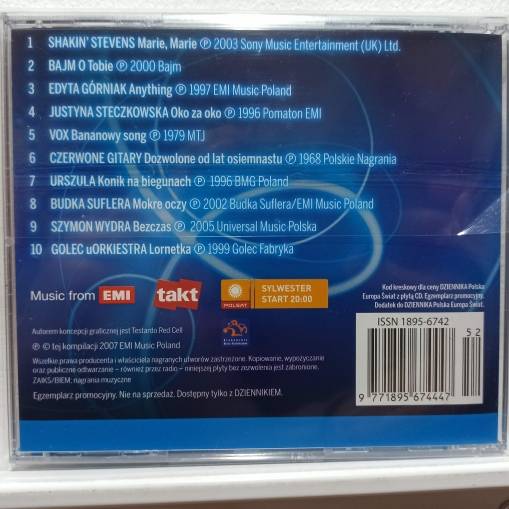 1 SHAKIN' STEVENS Marie, Marie ℗ 2003 Sony Music Entertainment (UK) Ltd.
2 BAJM O Tobie ℗ 2000 Bajm
3 EDYTA GÓRNIAK Anything ℗ 1997 EMI Music Poland
4 JUSTYNA STECZKOWSKA Oko za oko ℗ 1996 Pomaton EMI
5 VOX Bananowy song ℗ 1979 MTJ
6 CZERWONE GITARY Dozwolone od lat osiemnastu ℗ 1968 Polskie Nagrania
7 URSZULA Konik na biegunach ℗ 1996 BMG Poland
8 BUDKA SUFLERA Mokre oczy ℗ 2002 Budka Suflera/EMI Music Poland
9 SZYMON WYDRA Bezczas ℗ 2005 Universal Music Polska
10 GOLEC uORKIESTRA Lornetka ℗ 1999 Golec Fabryka
Music from EMI
takt
POLSAT
SYLWESTER
START 20:00
Kod kreskowy dla ceny DZIENNIKA Polska
Europa Świat z płytą CD. Egzemplarz promocyjny.
Dodatek do DZIENNIKA Polska Europa Świat.
ISSN 1895-6742
52
9 771895 674447
Autorem koncepcji graficznej jest Testardo Red Cell
℗ © tej kompilacji 2007 EMI Music Poland
Wszelkie prawa producenta i właściciela nagranych utworów zastrzeżone. Kopiowanie, wypożyczanie
oraz publiczne odtwarzanie – również przez radio – niniejszej płyty bez zezwolenia jest zabronione.
ZAIKS/BIEM; nagrania muzyczne
Egzemplarz promocyjny. Nie na sprzedaż. Dostępny tylko z DZIENNIKIEM.